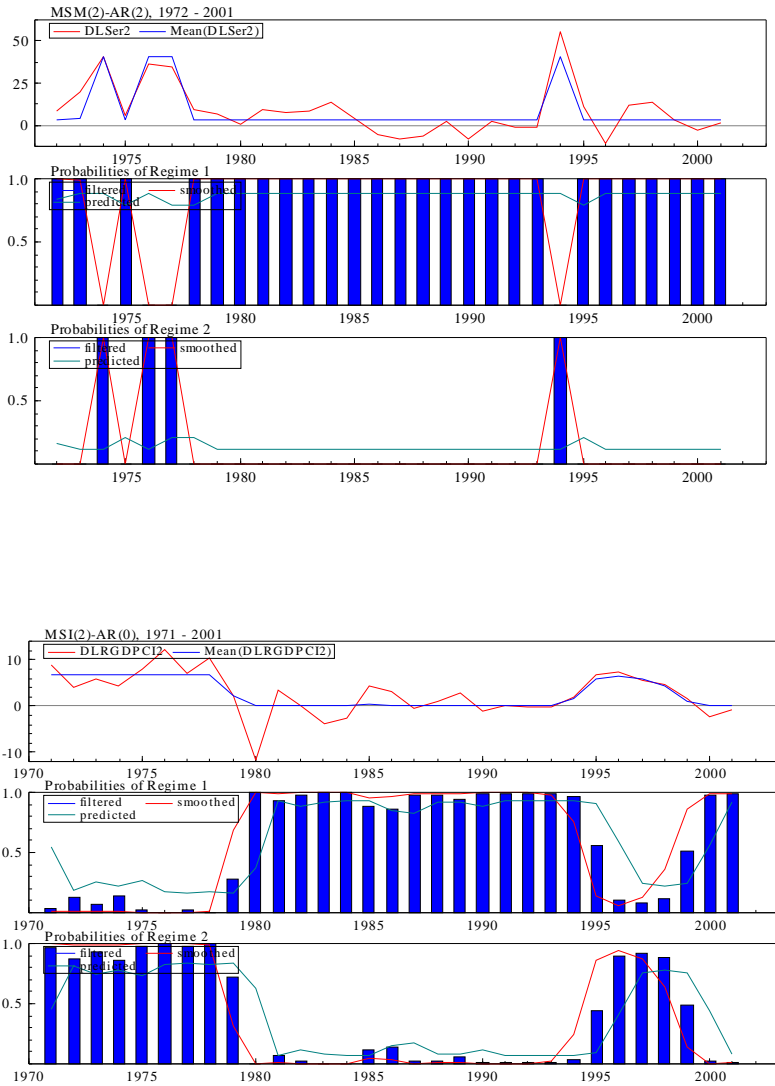 MSM(2)-AR(2), 1972 - 2001
DLSer2 Mean(DLSer2)
50
25
0
1975 1980 1985 1990 1995 2000
Probabilities of Regime 1
1.0
filtered smoothed
predicted
0.5
1975 1980 1985 1990 1995 2000
Probabilities of Regime 2
1.0
filtered smoothed
predicted
0.5
1975 1980 1985 1990 1995 2000
MSI(2)-AR(0), 1971 - 2001
DLRGDPCI2 Mean(DLRGDPCI2)
10
0
-10
1970 1975 1980 1985 1990 1995 2000
Probabilities of Regime 1
1.0
filtered smoothed
predicted
0.5
1970 1975 1980 1985 1990 1995 2000
Probabilities of Regime 2
1.0
filtered smoothed
predicted
0.5
1970 1975 1980 1985 1990 1995 2000